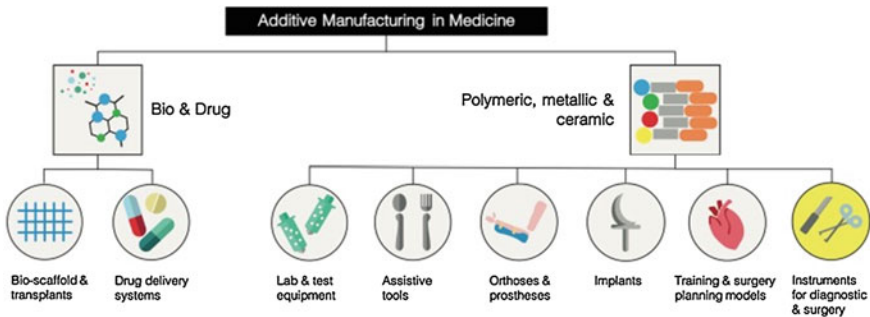 Additive Manufacturing in Medicine
Bio & Drug
Polymeric, metallic &
ceramic
Bio-scaffold &
transplants
Drug delivery
systems
Lab & test
equipment
Assistive
tools
Orthoses &
prostheses
Implants
Training & surgery
planning models
Instruments
for diagnostic
& surgery